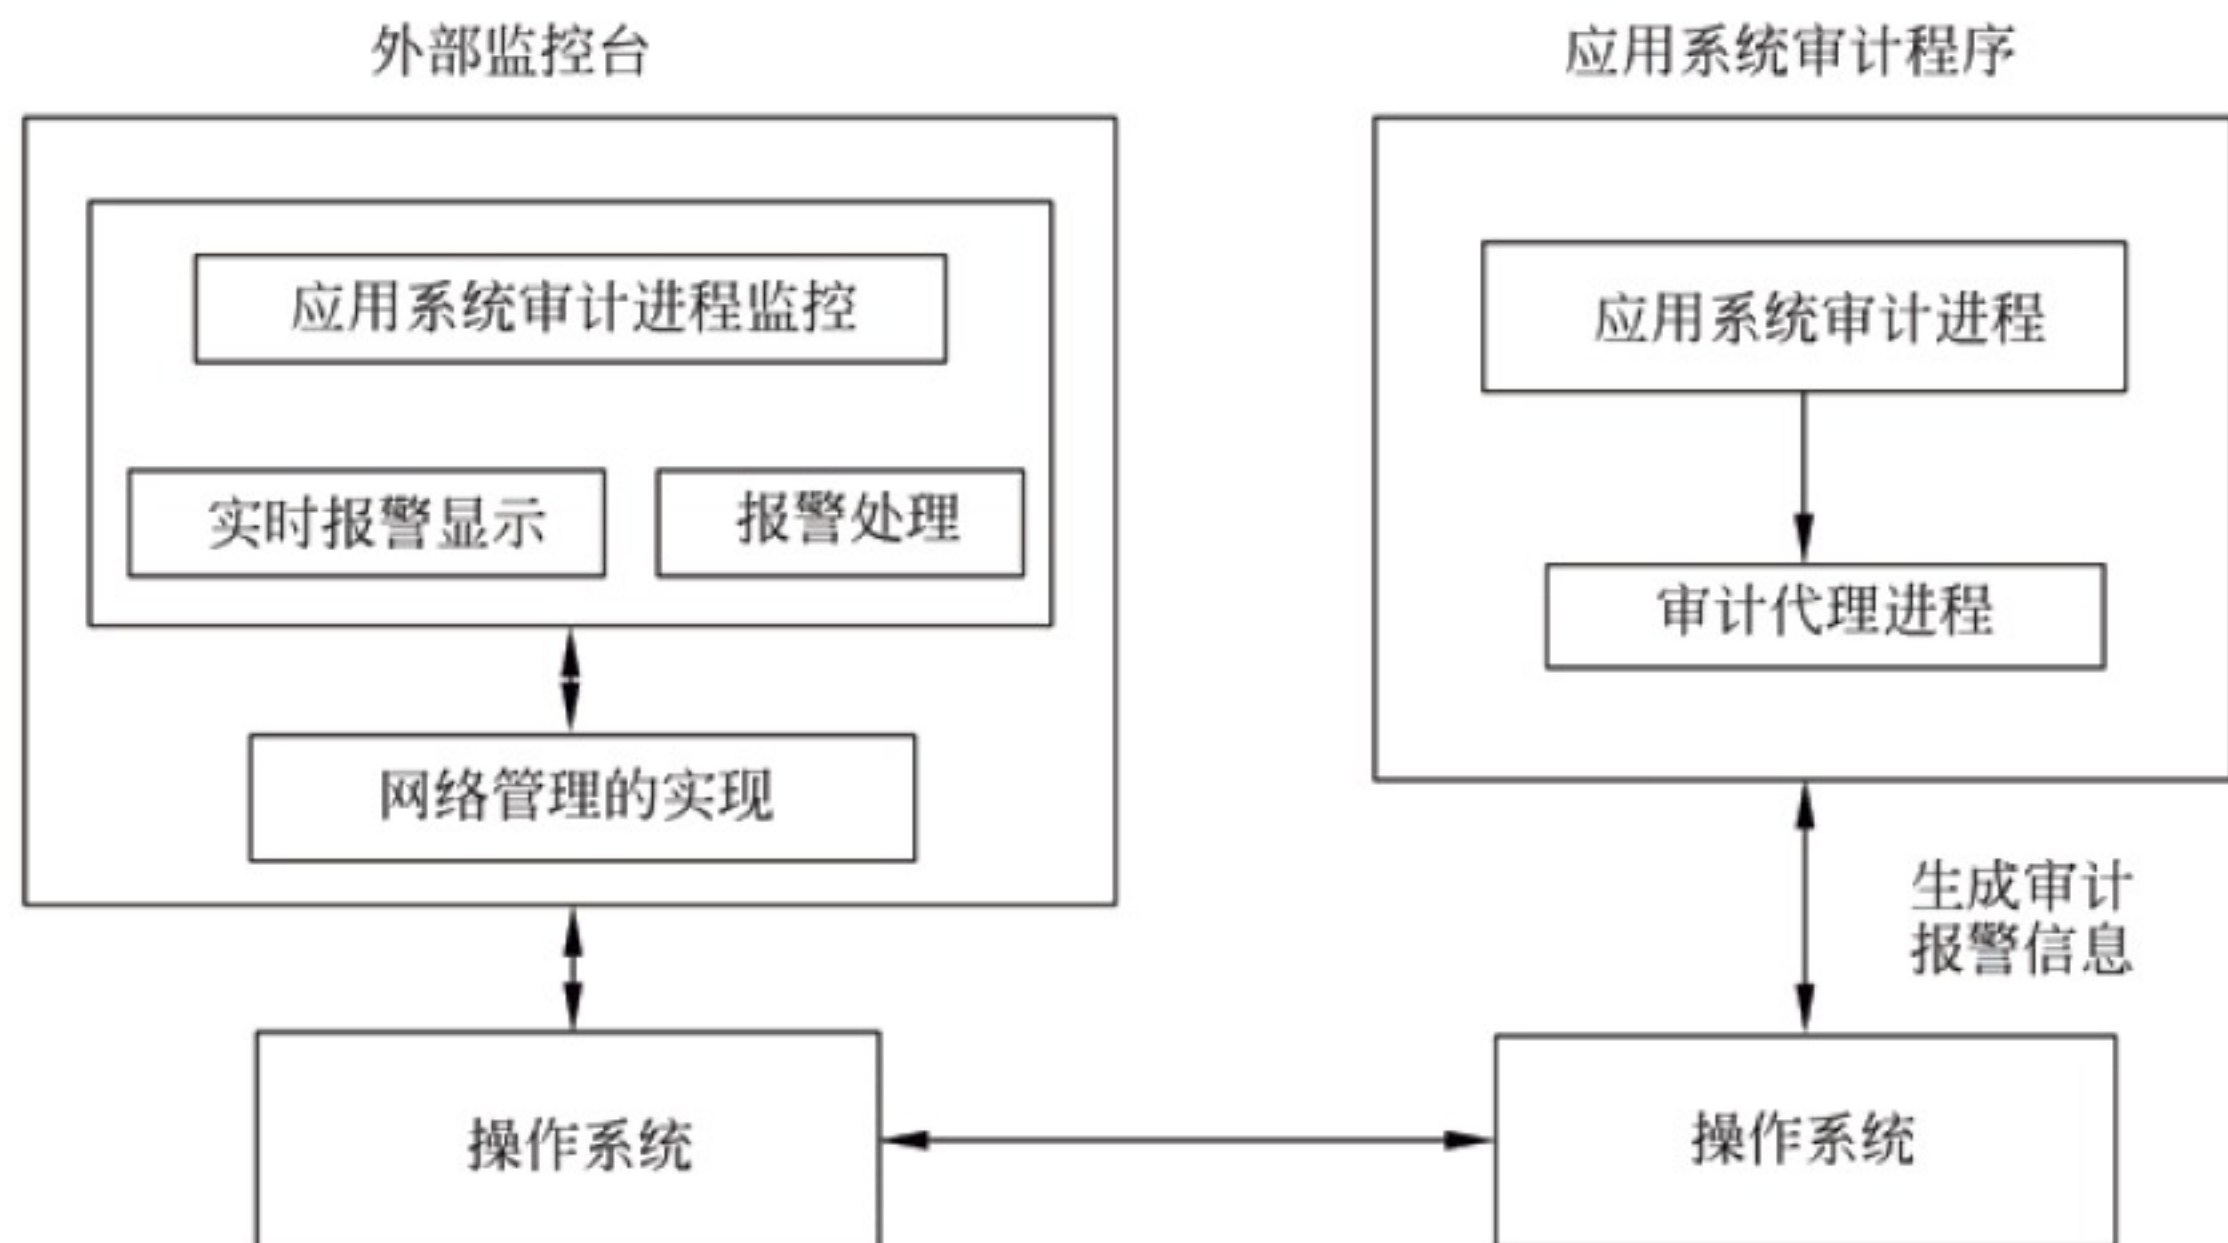 外部监控台
应用系统审计程序
应用系统审计进程监控
实时报警显示
报警处理
网络管理的实现
操作系统
应用系统审计进程
审计代理进程
生成审计
报警信息
操作系统